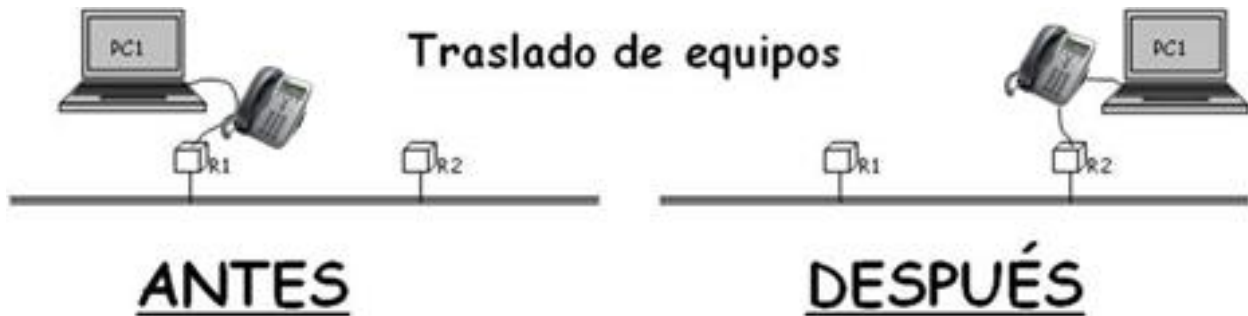 Traslado de equipos
PC1
PC1
R1
R2
R1
R2
ANTES
DESPUÉS